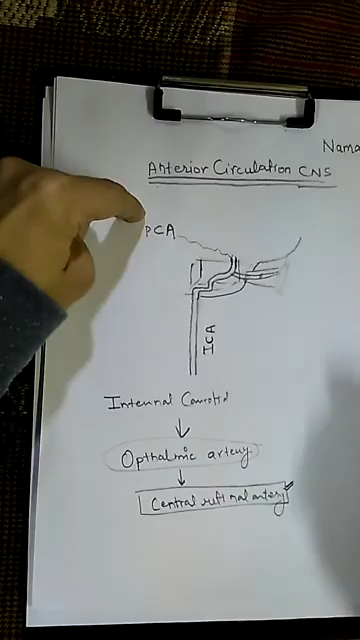 Nama
Anterior Circulation CNS
PCA
ICA
Internal Carotid
Opthalmic artery
Central retinal artery